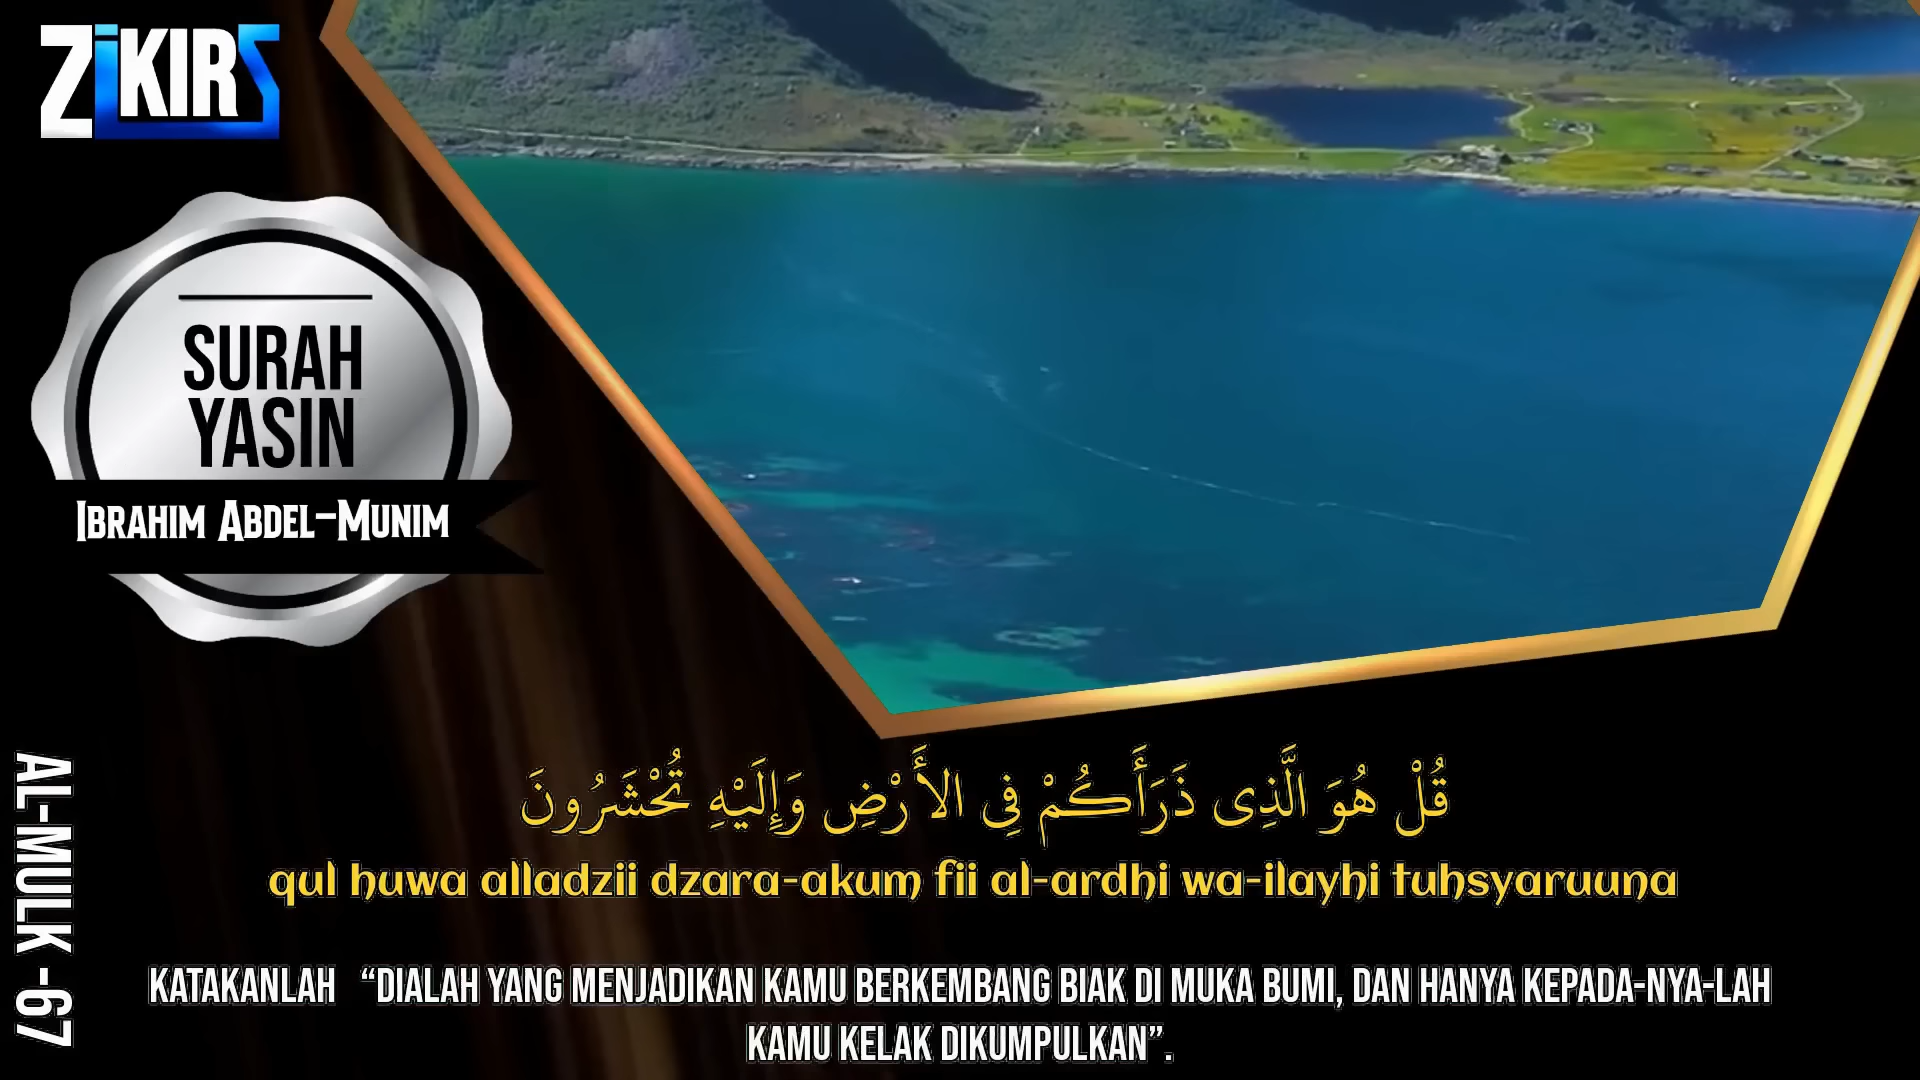 ZiKIRS
SURAH
YASIN
IBRAHIM ABDEL-MUNIM
AL-MULK -67
قُلْ هُوَ الَّذِى ذَرَأَكُمْ فِى الأَرْضِ وَإِلَيْهِ تُحْشَرُونَ
qul huwa alladzii dzara-akum fii al-ardhi wa-ilayhi tuhsyaruuna
KATAKANLAH “DIALAH YANG MENJADIKAN KAMU BERKEMBANG BIAK DI MUKA BUMI, DAN HANYA KEPADA-NYA-LAH
KAMU KELAK DIKUMPULKAN”.